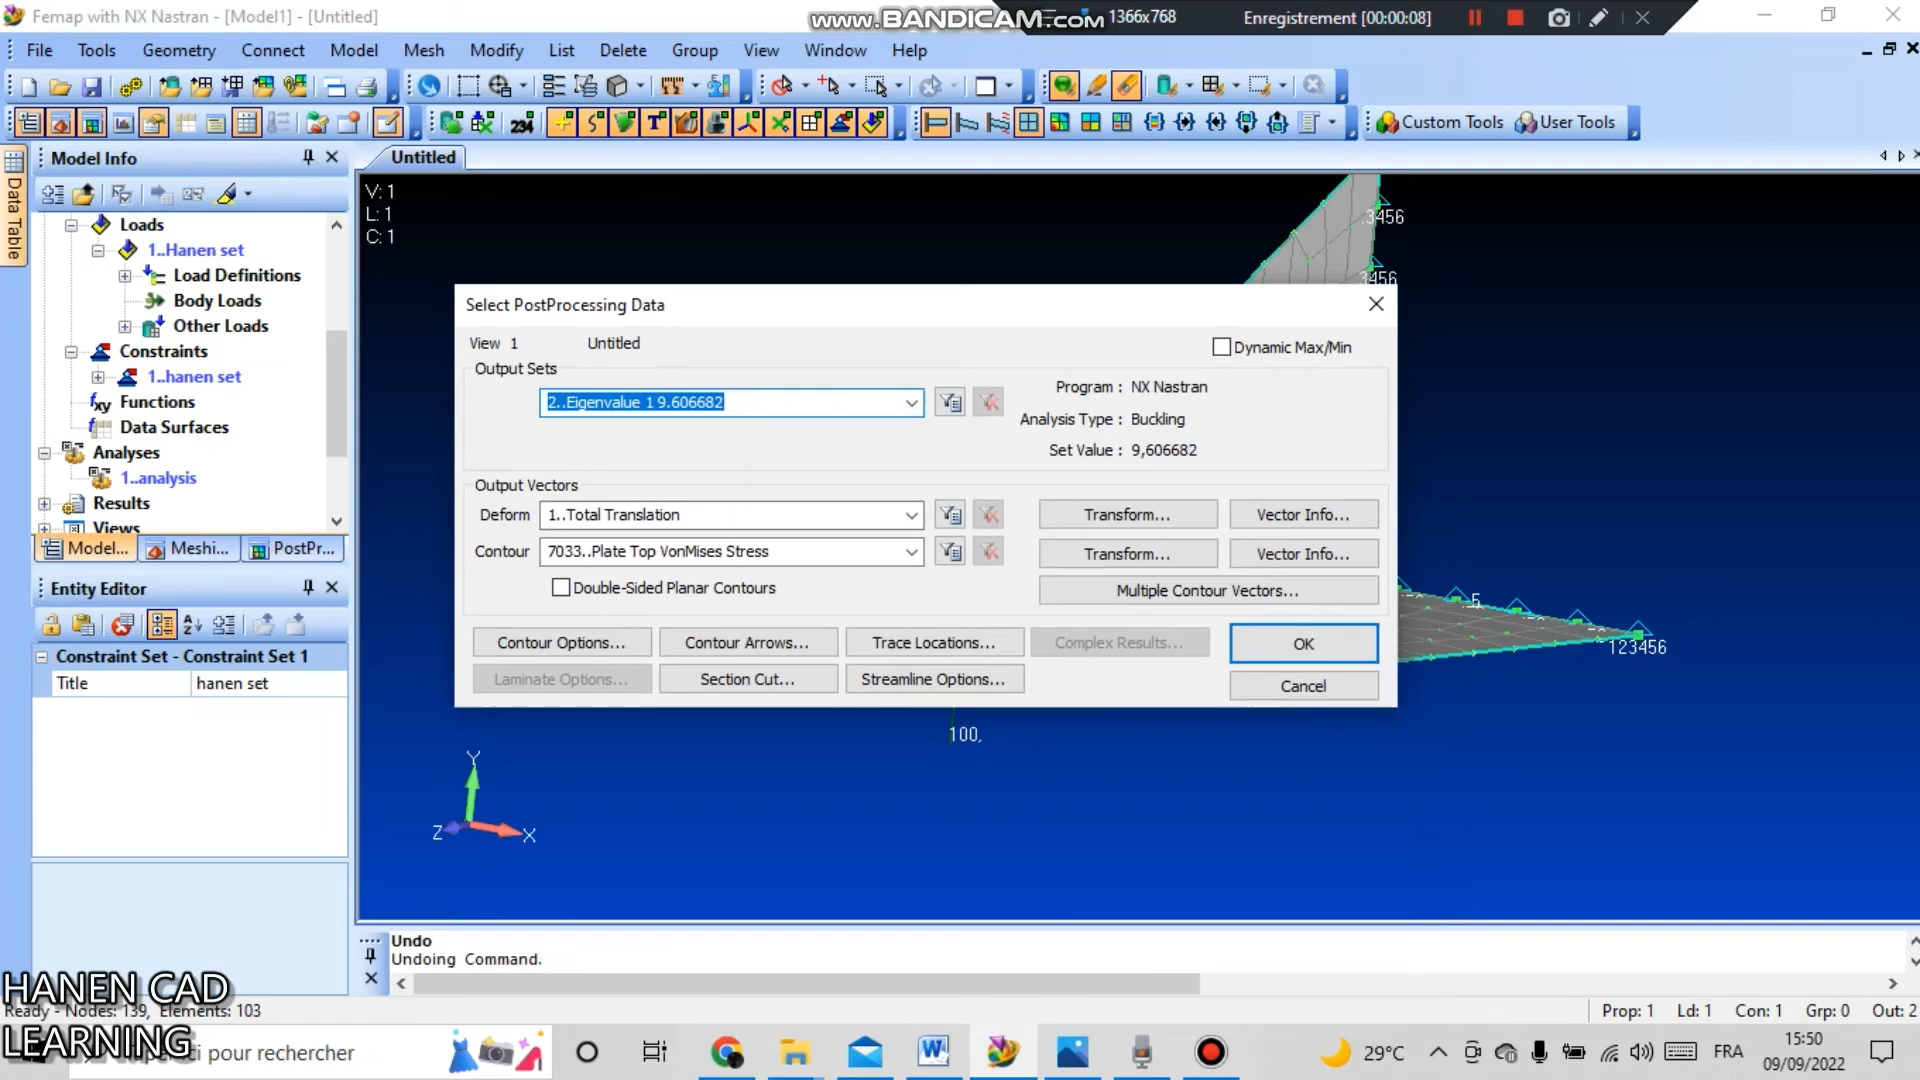 Femap with NX Nastran - [Model1] - [Untitled]
www.BANDICAM.com
1366x768
Enregistrement [00:00:08]
File Tools Geometry Connect Model Mesh Modify List Delete Group View Window Help
234
Custom Tools
User Tools
Data Table
Model Info
Untitled
Loads
1..Hanen set
Load Definitions
Body Loads
Other Loads
Constraints
1..hanen set
Functions
Data Surfaces
Analyses
1..analysis
Results
Views
Model...
Meshi...
PostPr...
Entity Editor
Constraint Set - Constraint Set 1
Title hanen set
V: 1
L: 1
C: 1
3456
3456
Select PostProcessing Data
View 1 Untitled
Dynamic Max/Min
Output Sets
2..Eigenvalue 1 9.606682
Program : NX Nastran
Analysis Type : Buckling
Set Value : 9,606682
Output Vectors
Deform 1..Total Translation
Transform...
Vector Info...
Contour 7033..Plate Top VonMises Stress
Transform...
Vector Info...
Double-Sided Planar Contours
Multiple Contour Vectors...
Contour Options...
Contour Arrows...
Trace Locations...
Complex Results...
OK
Laminate Options...
Section Cut...
Streamline Options...
Cancel
123456
100,
Y
Z
X
Undo
Undoing Command.
HANEN CAD
LEARNING
Ready - Nodes: 139, Elements: 103
Prop: 1 Ld: 1 Con: 1 Grp: 0 Out: 2
ici pour rechercher
29°C
FRA
15:50
09/09/2022